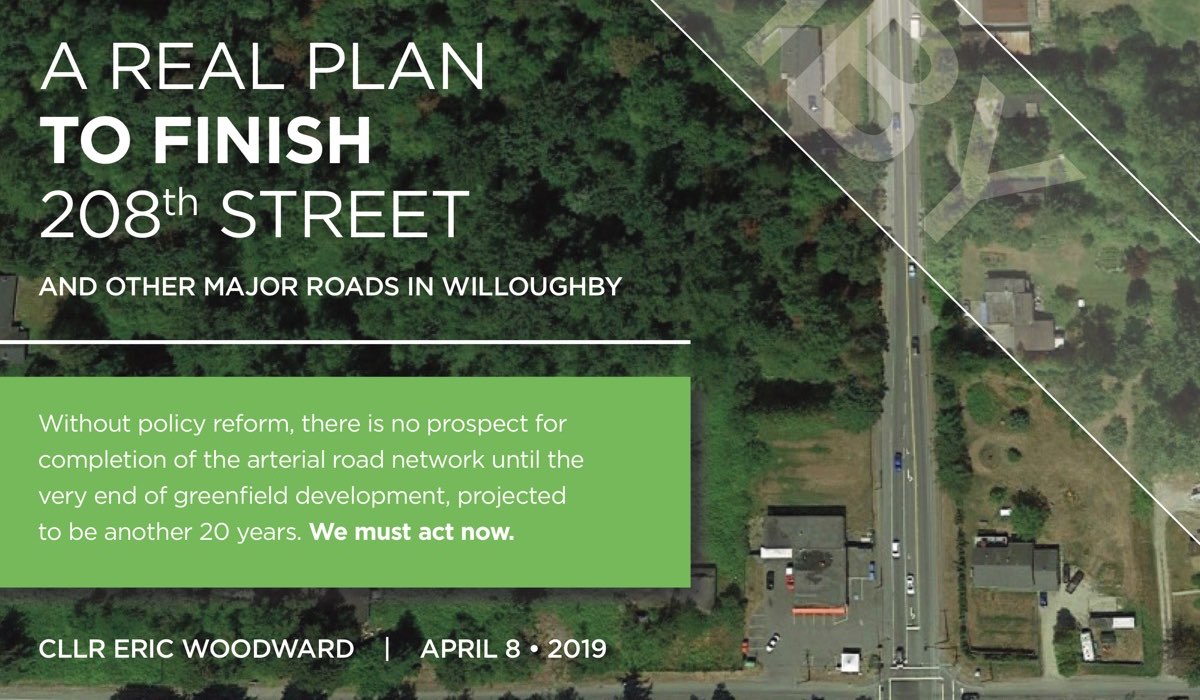 A REAL PLAN
TO FINISH
208th STREET
AND OTHER MAJOR ROADS IN WILLOUGHBY
Without policy reform, there is no prospect for
completion of the arterial road network until the
very end of greenfield development, projected
to be another 20 years. We must act now.
CLLR ERIC WOODWARD | APRIL 8 • 2019
BY